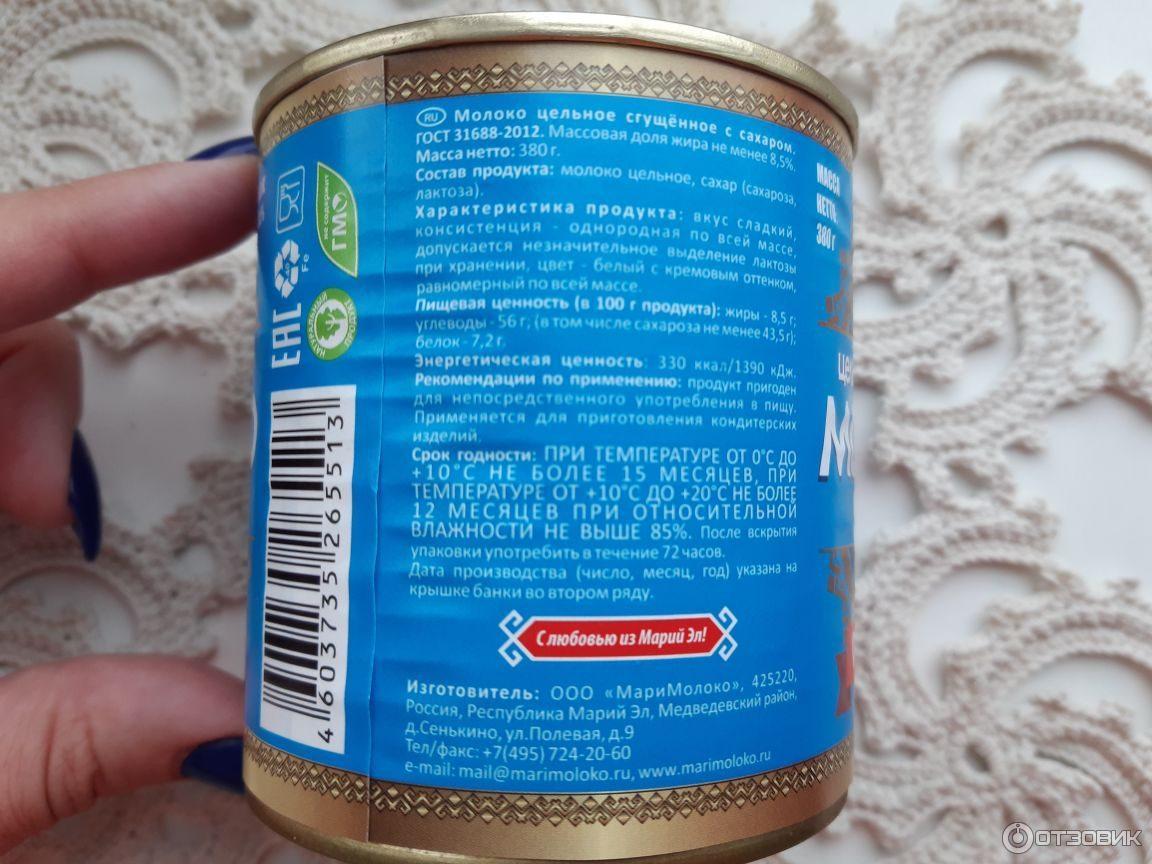 RU Молоко цельное сгущённое с сахаром.
ГОСТ 31688-2012. Массовая доля жира не менее 8,5%.
Масса нетто: 380 г.
Состав продукта: молоко цельное, сахар (сахароза,
лактоза).
Характеристика продукта: вкус сладкий,
консистенция - однородная по всей массе,
допускается незначительное выделение лактозы
при хранении, цвет - белый с кремовым оттенком,
равномерный по всей массе.
Пищевая ценность (в 100 г продукта): жиры - 8,5 г;
углеводы - 56 г; (в том числе сахароза не менее 43,5 г);
белок - 7,2 г.
Энергетическая ценность: 330 ккал/1390 кДж.
Рекомендации по применению: продукт пригоден
для непосредственного употребления в пищу.
Применяется для приготовления кондитерских
изделий.
Срок годности: ПРИ ТЕМПЕРАТУРЕ ОТ 0°С ДО
+10°С НЕ БОЛЕЕ 15 МЕСЯЦЕВ, ПРИ
ТЕМПЕРАТУРЕ ОТ +10°С ДО +20°С НЕ БОЛЕЕ
12 МЕСЯЦЕВ ПРИ ОТНОСИТЕЛЬНОЙ
ВЛАЖНОСТИ НЕ ВЫШЕ 85%. После вскрытия
упаковки употребить в течение 72 часов.
Дата производства (число, месяц, год) указана на
крышке банки во втором ряду.
С любовью из Марий Эл!
Изготовитель: ООО «МариМолоко», 425220,
Россия, Республика Марий Эл, Медведевский район,
д.Сенькино, ул.Полевая, д.9
Тел/факс: +7(495) 724-20-60
e-mail: mail@marimoloko.ru, www.marimoloko.ru
не содержит
ГМО
40
Fe
EAC
НАТУРАЛЬНЫЙ ПРОДУКТ
4 603735 265513
МАССА
НЕТТО:
380 г
ОТЗОВИК